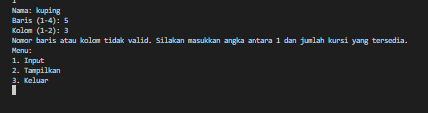 1
Nama: kuping
Baris (1-4): 5
Kolom (1-2): 3
Nomor baris atau kolom tidak valid. Silakan masukkan angka antara 1 dan jumlah kursi yang tersedia.
Menu:
1. Input
2. Tampilkan
3. Keluar